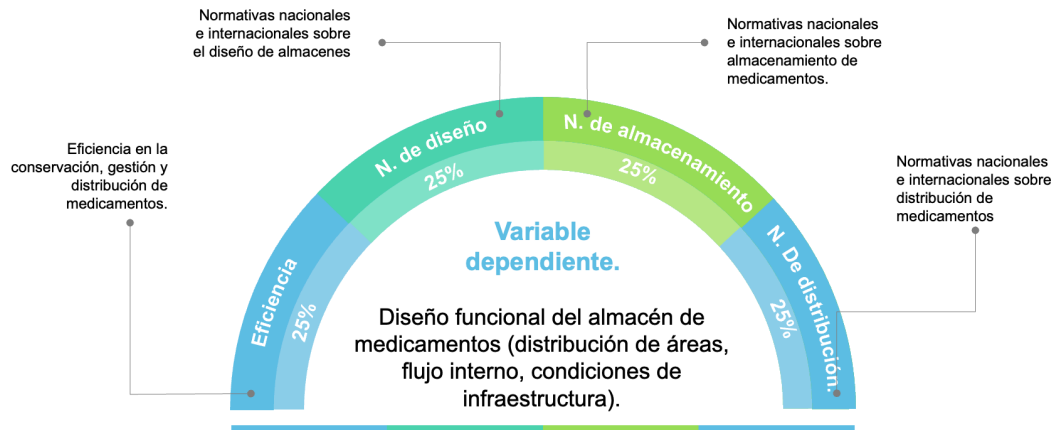 Normativas nacionales
e internacionales sobre
el diseño de almacenes
Normativas nacionales
e internacionales sobre
almacenamiento de
medicamentos.
Eficiencia en la
conservación, gestión y
distribución de
medicamentos.
Normativas nacionales
e internacionales sobre
distribución de
medicamentos
Eficiencia
25%
N. de diseño
25%
N. de almacenamiento
25%
N. De distribución.
25%
Variable
dependiente.
Diseño funcional del almacén de
medicamentos (distribución de áreas,
flujo interno, condiciones de
infraestructura).